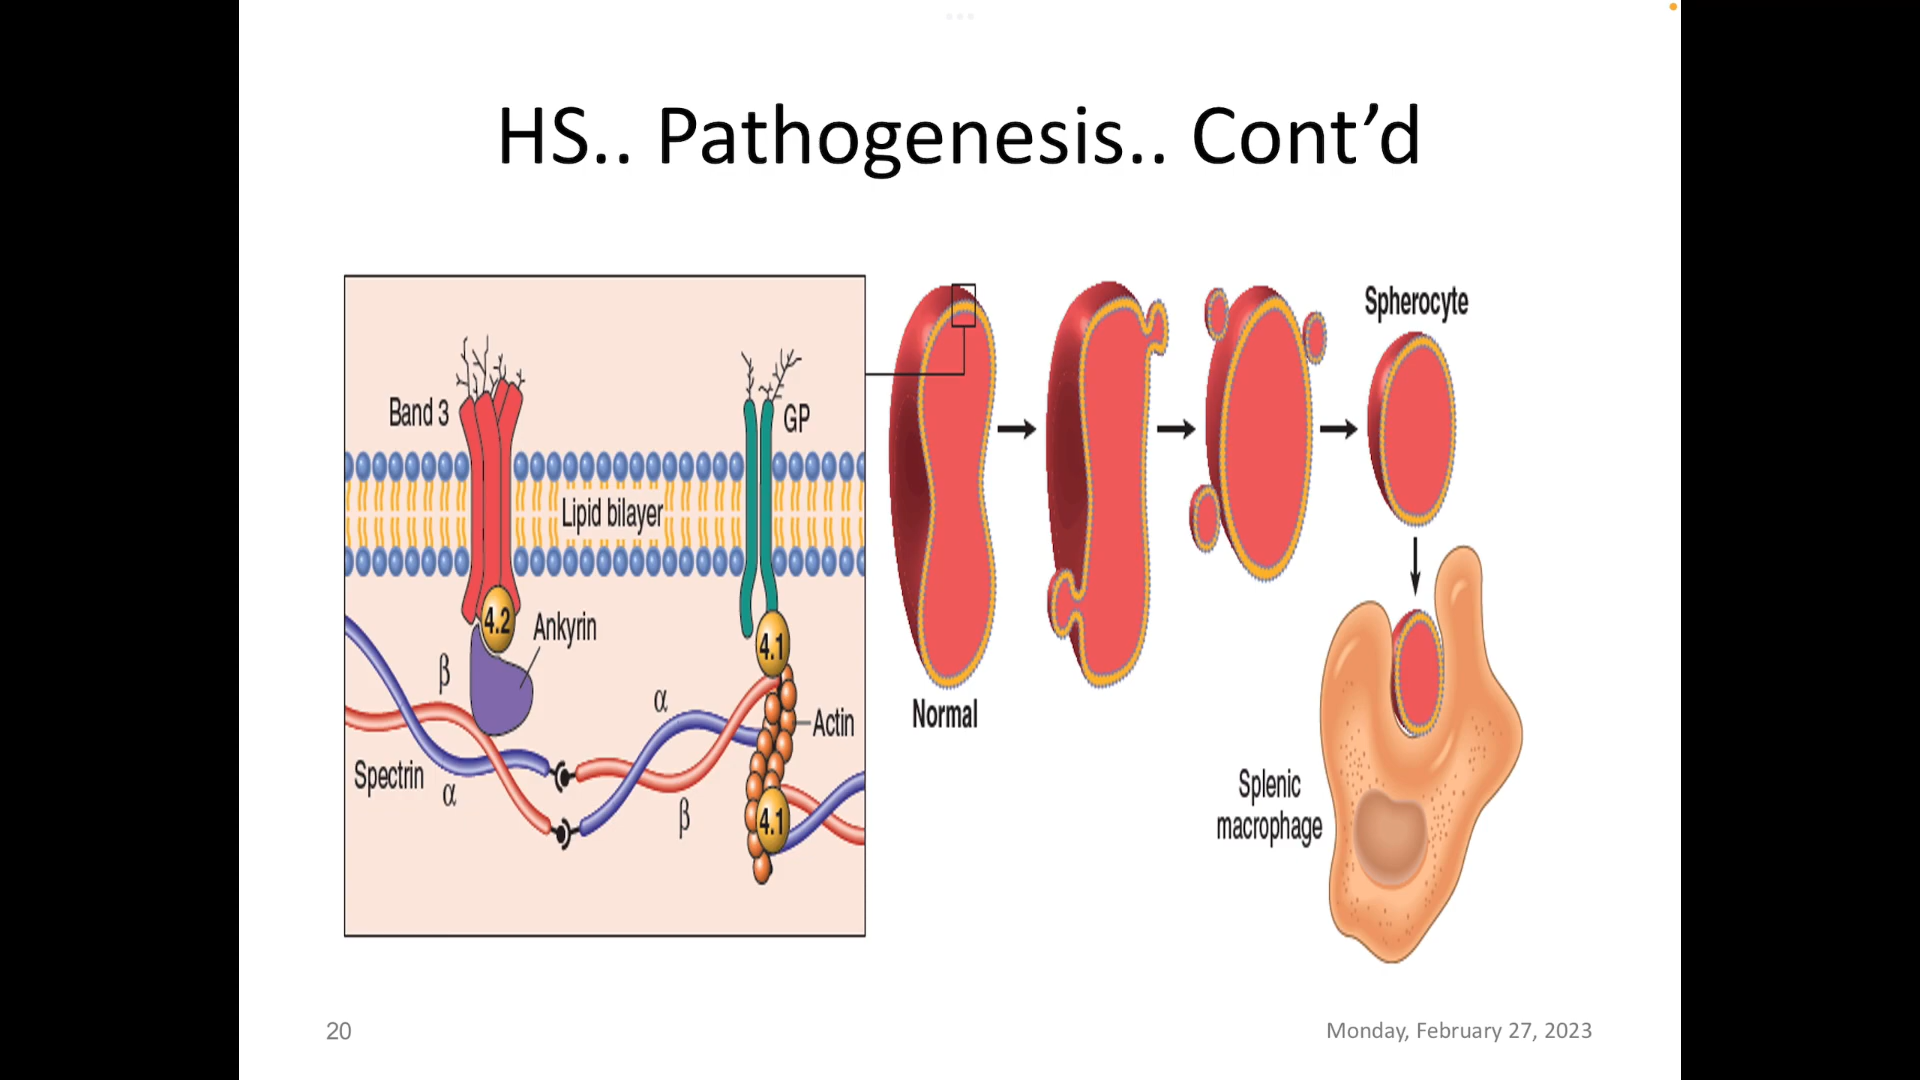 HS.. Pathogenesis.. Cont’d
Band 3
GP
Lipid bilayer
4.2
Ankyrin
4.1
β
α
Actin
Spectrin
α
β
4.1
Normal
Spherocyte
Splenic
macrophage
20
Monday, February 27, 2023